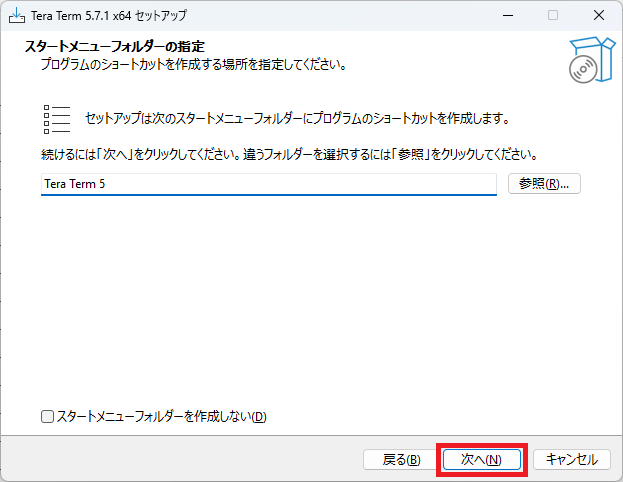 Tera Term 5.7.1 x64 セットアップ
スタートメニューフォルダーの指定
プログラムのショートカットを作成する場所を指定してください。
セットアップは次のスタートメニューフォルダーにプログラムのショートカットを作成します。
続けるには「次へ」をクリックしてください。違うフォルダーを選択するには「参照」をクリックしてください。
Tera Term 5
参照(R)...
スタートメニューフォルダーを作成しない(D)
戻る(B)
次へ(N)
キャンセル